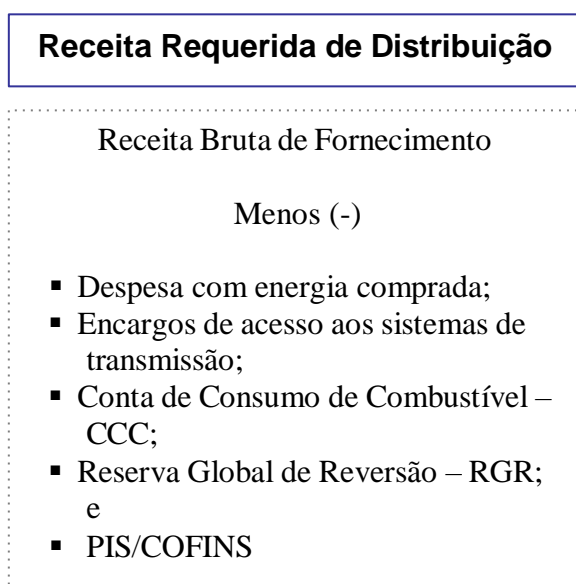 Receita Requerida de Distribuição
Receita Bruta de Fornecimento
Menos (-)
▪ Despesa com energia comprada;
▪ Encargos de acesso aos sistemas de
transmissão;
▪ Conta de Consumo de Combustível –
CCC;
▪ Reserva Global de Reversão – RGR;
e
▪ PIS/COFINS